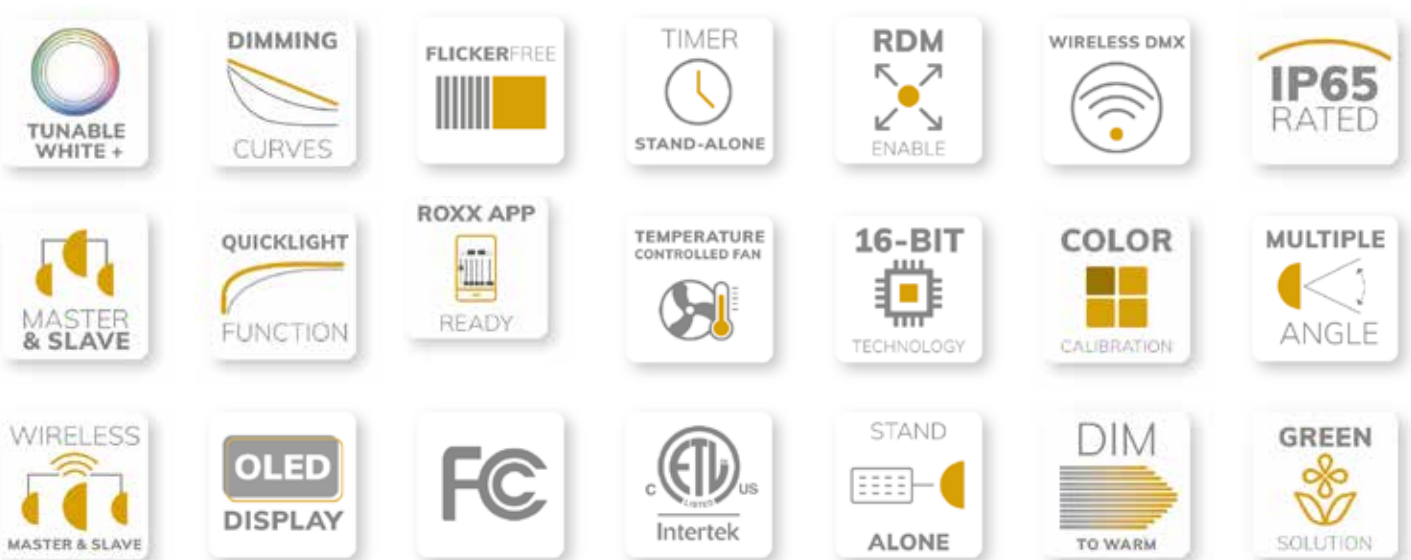 TUNABLE
WHITE +
DIMMING
CURVES
FLICKERFREE
TIMER
STAND-ALONE
RDM
ENABLE
WIRELESS DMX
IP65
RATED
MASTER
& SLAVE
QUICKLIGHT
FUNCTION
ROXX APP
READY
TEMPERATURE
CONTROLLED FAN
16-BIT
TECHNOLOGY
COLOR
CALIBRATION
MULTIPLE
ANGLE
WIRELESS
MASTER & SLAVE
OLED
DISPLAY
FC
ETL
C LISTED US
Intertek
STAND
ALONE
DIM
TO WARM
GREEN
SOLUTION